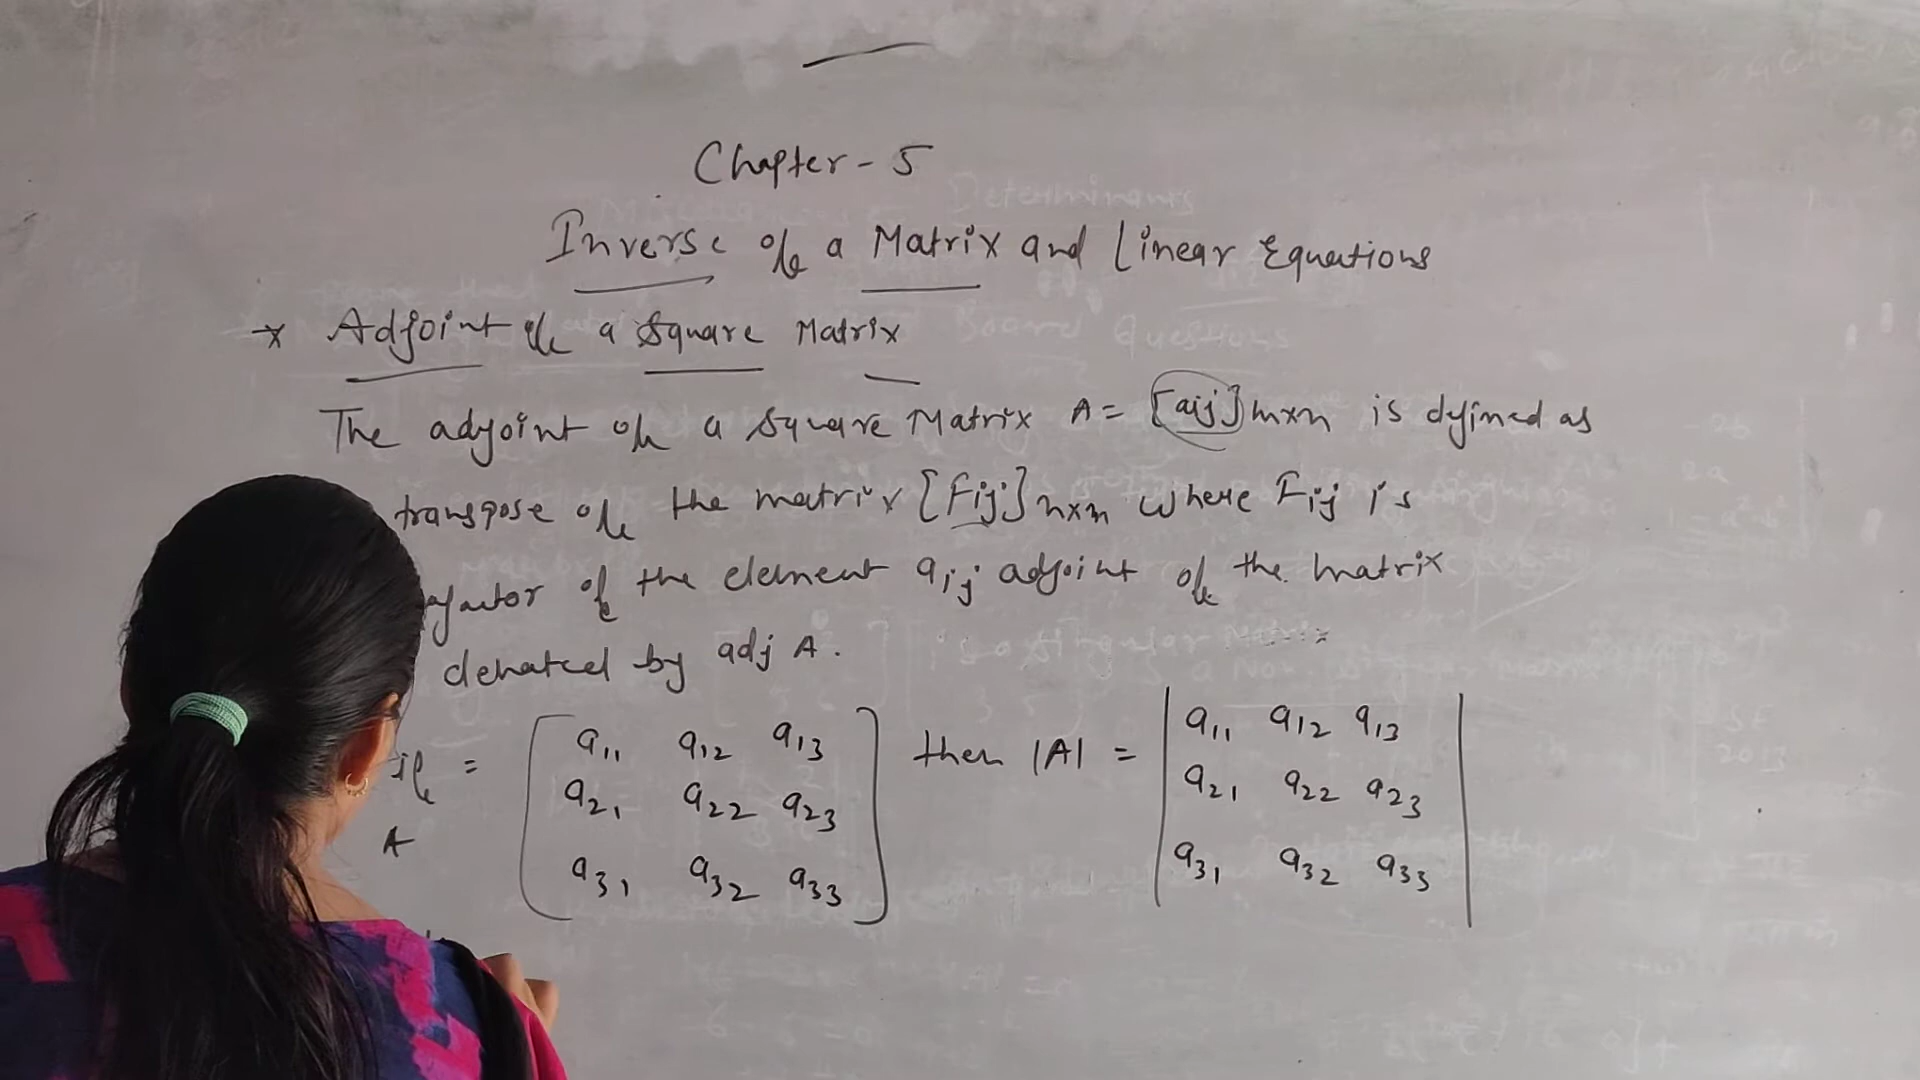 Chapter - 5
Inverse of a Matrix and Linear Equations
* Adjoint of a Square Matrix
The adjoint of a Square Matrix A = [aij]mxn is defined as
transpose of the matrix [Fij]nxn where Fij is
of the element aij adjoint of the matrix
denated by adj A.
if A = [a11 a12 a13 then |A| = |a11 a12 a13|
a21 a22 a23 |a21 a22 a23|
a31 a32 a33] |a31 a32 a33|